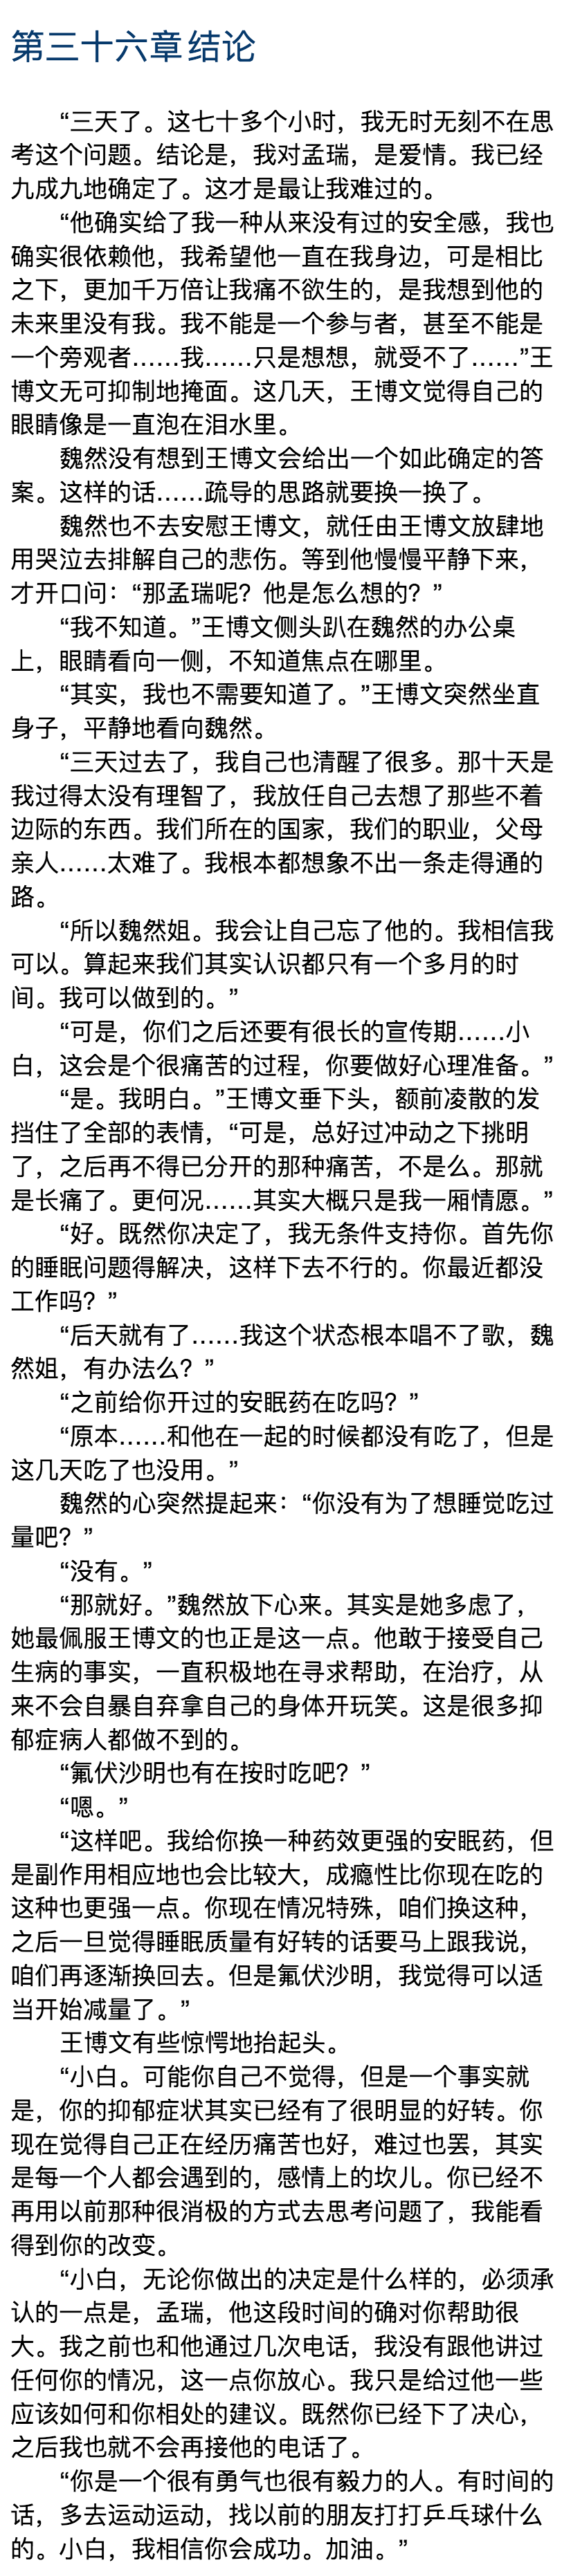 第三十六章 结论
“三天了。这七十多个小时，我无时无刻不在思
考这个问题。结论是，我对孟瑞，是爱情。我已经
九成九地确定了。这才是最让我难过的。
“他确实给了我一种从来没有过的安全感，我也
确实很依赖他，我希望他一直在我身边，可是相比
之下，更加千万倍让我痛不欲生的，是我想到他的
未来里没有我。我不能是一个参与者，甚至不能是
一个旁观者……我……只是想想，就受不了……”王
博文无可抑制地掩面。这几天，王博文觉得自己的
眼睛像是一直泡在泪水里。
魏然没有想到王博文会给出一个如此确定的答
案。这样的话……疏导的思路就要换一换了。
魏然也不去安慰王博文，就任由王博文放肆地
用哭泣去排解自己的悲伤。等到他慢慢平静下来，
才开口问：“那孟瑞呢？他是怎么想的？”
“我不知道。”王博文侧头趴在魏然的办公桌
上，眼睛看向一侧，不知道焦点在哪里。
“其实，我也不需要知道了。”王博文突然坐直
身子，平静地看向魏然。
“三天过去了，我自己也清醒了很多。那十天是
我过得太没有理智了，我放任自己去想了那些不着
边际的东西。我们所在的国家，我们的职业，父母
亲人……太难了。我根本都想象不出一条走得通的
路。
“所以魏然姐。我会让自己忘了他的。我相信我
可以。算起来我们其实认识都只有一个多月的时
间。我可以做到的。”
“可是，你们之后还要有很长的宣传期……小
白，这会是个很痛苦的过程，你要做好心理准备。”
“是。我明白。”王博文垂下头，额前凌散的发
挡住了全部的表情，“可是，总好过冲动之下挑明
了，之后再不得已分开的那种痛苦，不是么。那就
是长痛了。更何况……其实大概只是我一厢情愿。”
“好。既然你决定了，我无条件支持你。首先你
的睡眠问题得解决，这样下去不行的。你最近都没
工作吗？”
“后天就有了……我这个状态根本唱不了歌，魏
然姐，有办法么？”
“之前给你开过的安眠药在吃吗？”
“原本……和他在一起的时候都没有吃了，但是
这几天吃了也没用。”
魏然的心突然提起来：“你没有为了想睡觉吃过
量吧？”
“没有。”
“那就好。”魏然放下心来。其实是她多虑了，
她最佩服王博文的也正是这一点。他敢于接受自己
生病的事实，一直积极地在寻求帮助，在治疗，从
来不会自暴自弃拿自己的身体开玩笑。这是很多抑
郁症病人都做不到的。
“氟伏沙明也有在按时吃吧？”
“嗯。”
“这样吧。我给你换一种药效更强的安眠药，但
是副作用相应地也会比较大，成瘾性比你现在吃的
这种也更强一点。你现在情况特殊，咱们换这种，
之后一旦觉得睡眠质量有好转的话要马上跟我说，
咱们再逐渐换回去。但是氟伏沙明，我觉得可以适
当开始减量了。”
王博文有些惊愕地抬起头。
“小白。可能你自己不觉得，但是一个事实就
是，你的抑郁症状其实已经有了很明显的好转。你
现在觉得自己正在经历痛苦也好，难过也罢，其实
是每一个人都会遇到的，感情上的坎儿。你已经不
再用以前那种很消极的方式去思考问题了，我能看
得到你的改变。
“小白，无论你做出的决定是什么样的，必须承
认的一点是，孟瑞，他这段时间的确对你帮助很
大。我之前也和他通过几次电话，我没有跟他讲过
任何你的情况，这一点你放心。我只是给过他一些
应该如何和你相处的建议。既然你已经下了决心，
之后我也就不会再接他的电话了。
“你是一个很有勇气也很有毅力的人。有时间的
话，多去运动运动，找以前的朋友打打乒乓球什么
的。小白，我相信你会成功。加油。”